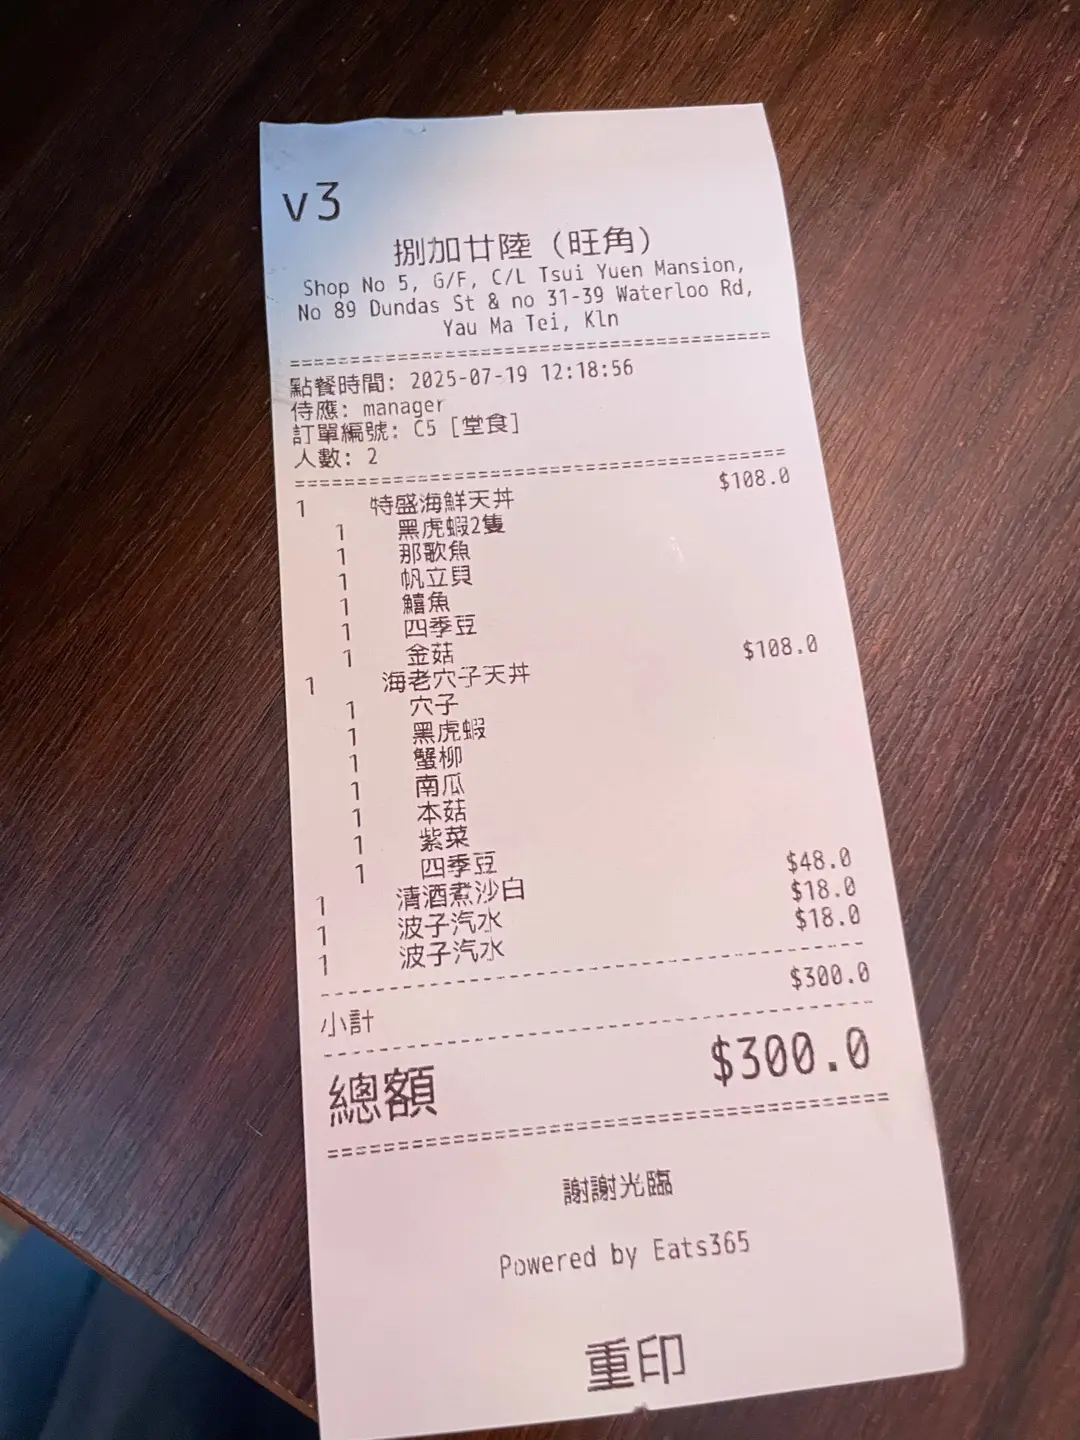 v3
捌加廿陸（旺角）
Shop No 5, G/F, C/L Tsui Yuen Mansion,
No 89 Dundas St & no 31-39 Waterloo Rd,
Yau Ma Tei, Kln
點餐時間: 2025-07-19 12:18:56
侍應: manager
訂單編號: C5 [堂食]
人數: 2
1 特盛海鮮天丼 $108.0
1 黑虎蝦2隻
1 那歌魚
1 帆立貝
1 鱚魚
1 四季豆
1 金菇
1 海老穴子天丼 $108.0
1 穴子
1 黑虎蝦
1 蟹柳
1 南瓜
1 本菇
1 紫菜
1 四季豆
1 清酒煮沙白 $48.0
1 波子汽水 $18.0
1 波子汽水 $18.0
小計 $300.0
總額 $300.0
謝謝光臨
Powered by Eats365
重印